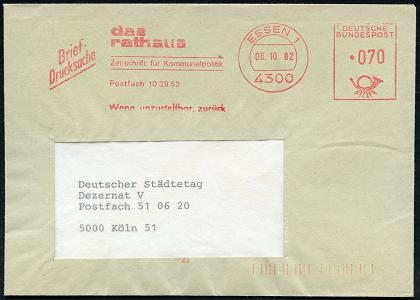 Brief-
Drucksache
das
rathaus
Zeitschrift für Kommunalpolitik
Postfach 10 39 52
Wenn unzustellbar, zurück
ESSEN 1
06.10.82
4300
DEUTSCHE
BUNDESPOST
*070
Deutscher Städtetag
Dezernat V
Postfach 51 06 20
5000 Köln 51
21